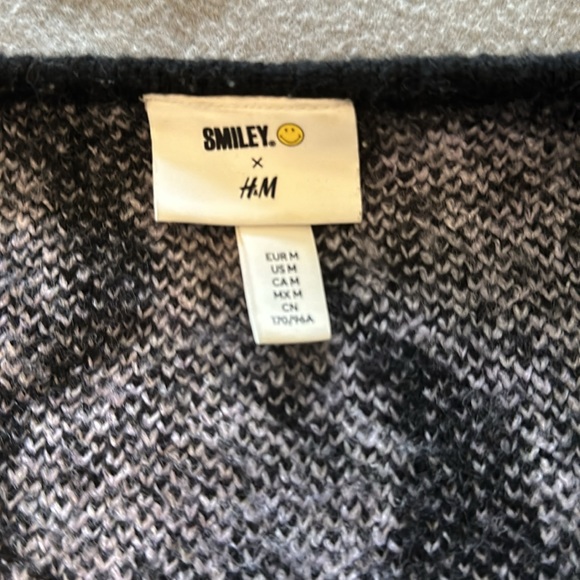 SMILEY®
×
H&M
EUR M
US M
CA M
MX M
CN
170/96A